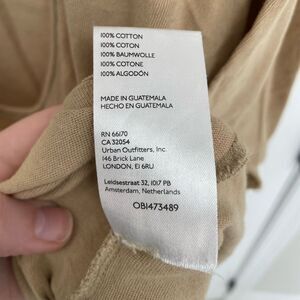 100% COTTON
100% COTON
100% BAUMWOLLE
100% COTONE
100% ALGODÓN
MADE IN GUATEMALA
HECHO EN GUATEMALA
RN 66170
CA 32054
Urban Outfitters, Inc.
146 Brick Lane
LONDON, E1 6RU
Leidsestraat 32, 1017 PB
Amsterdam, Netherlands
OB1473489